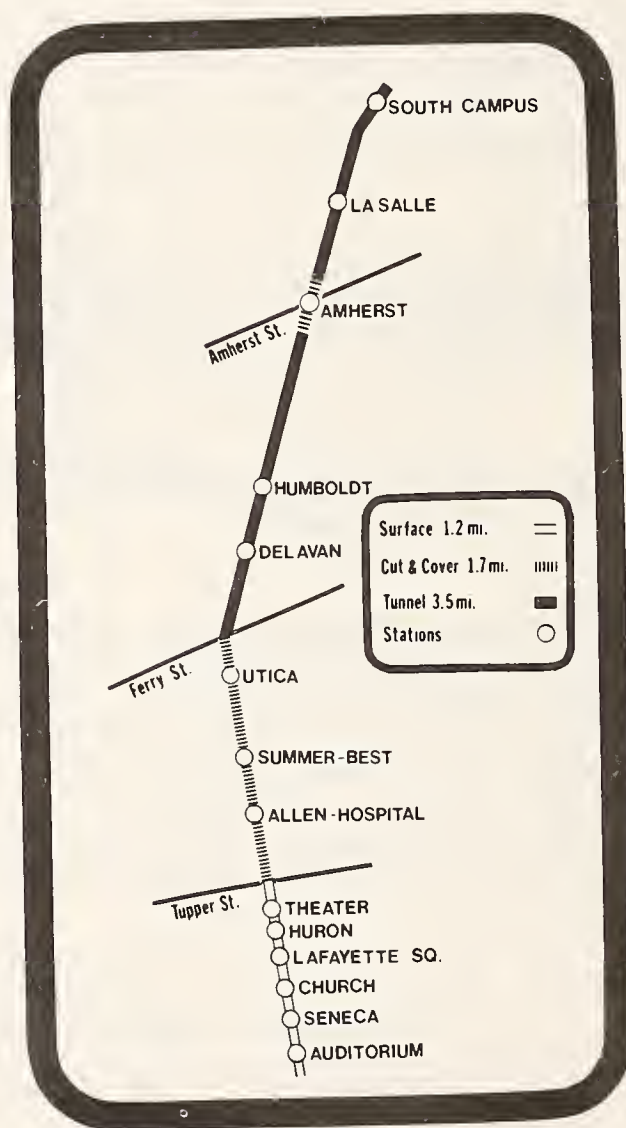 SOUTH CAMPUS
LA SALLE
AMHERST
Amherst St.
HUMBOLDT
DELAVAN
Surface 1.2 mi.
Cut & Cover 1.7 mi.
Tunnel 3.5 mi.
Stations
Ferry St.
UTICA
SUMMER-BEST
ALLEN-HOSPITAL
Tupper St.
THEATER
HURON
LAFAYETTE SQ.
CHURCH
SENECA
AUDITORIUM